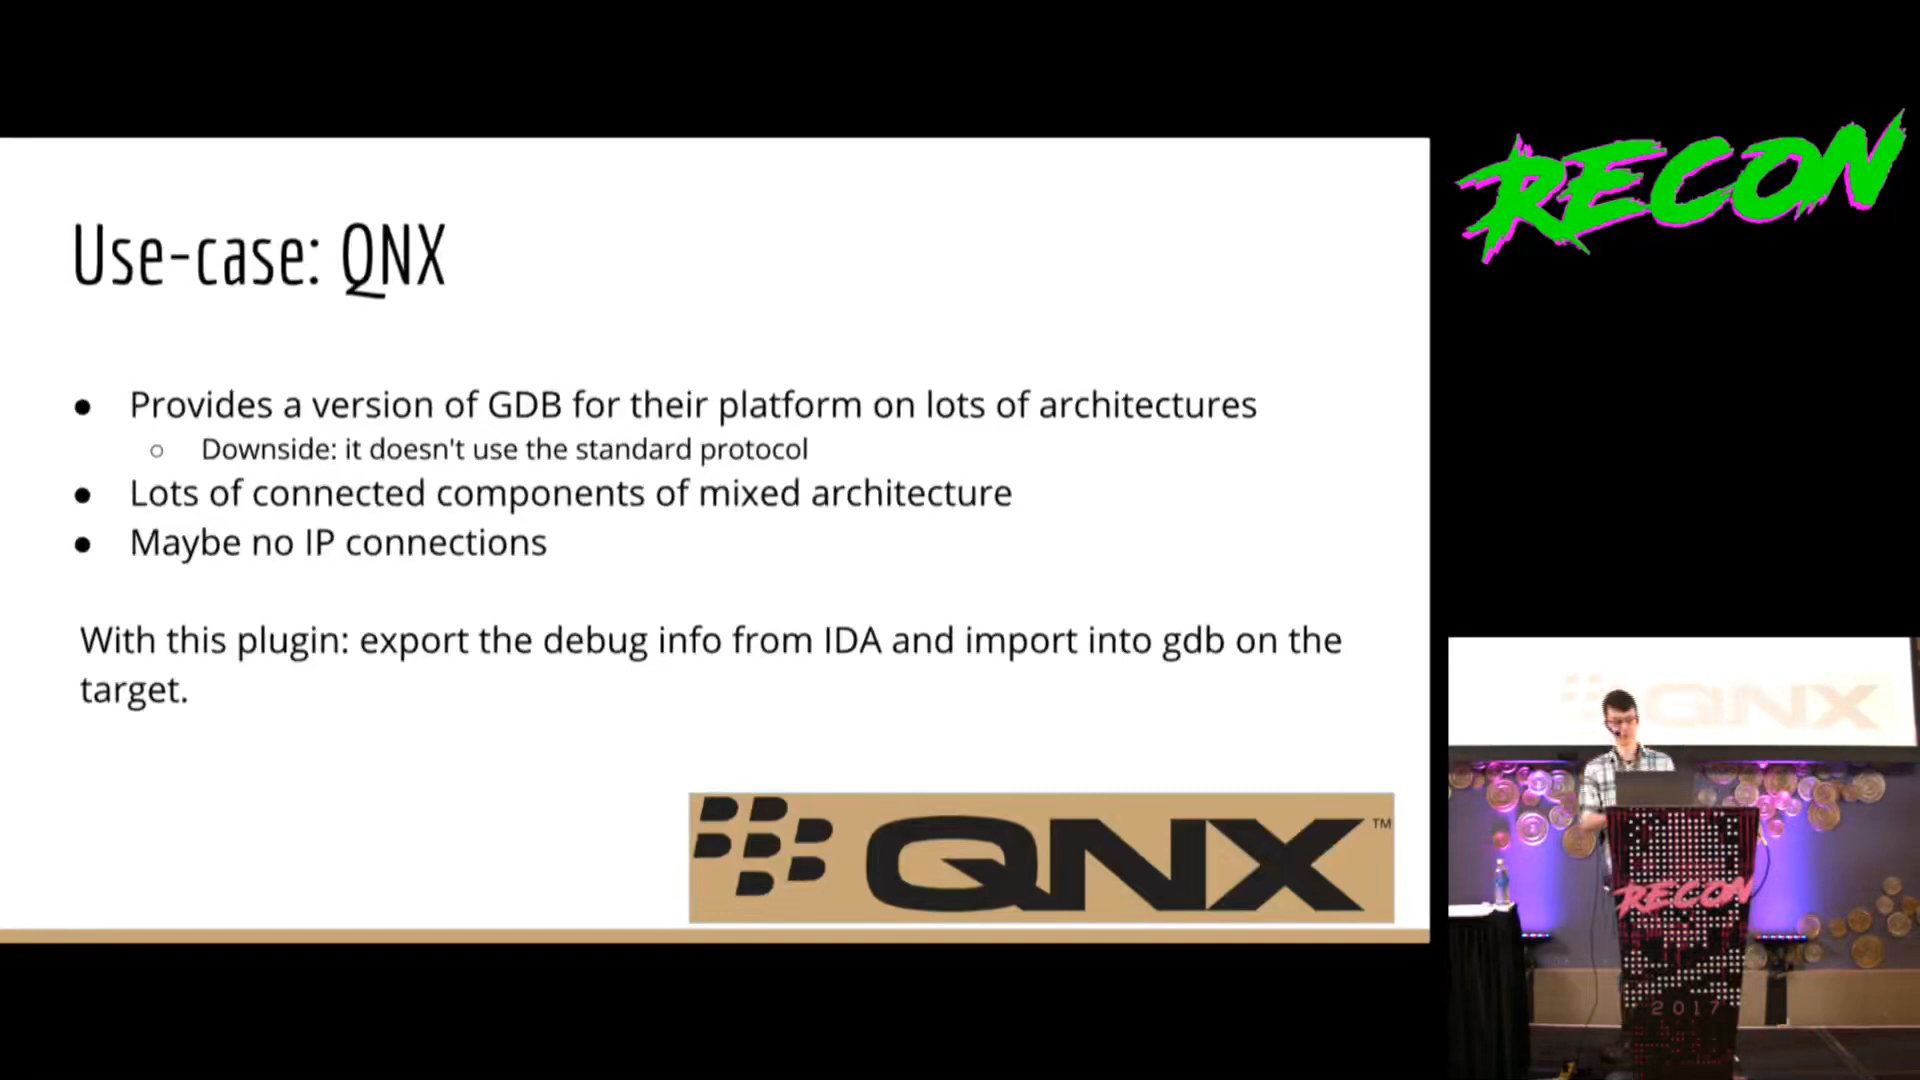 RECON
Use-case: QNX
● Provides a version of GDB for their platform on lots of architectures
○ Downside: it doesn't use the standard protocol
● Lots of connected components of mixed architecture
● Maybe no IP connections
With this plugin: export the debug info from IDA and import into gdb on the
target.
QNX™
QNX
RECON
2017